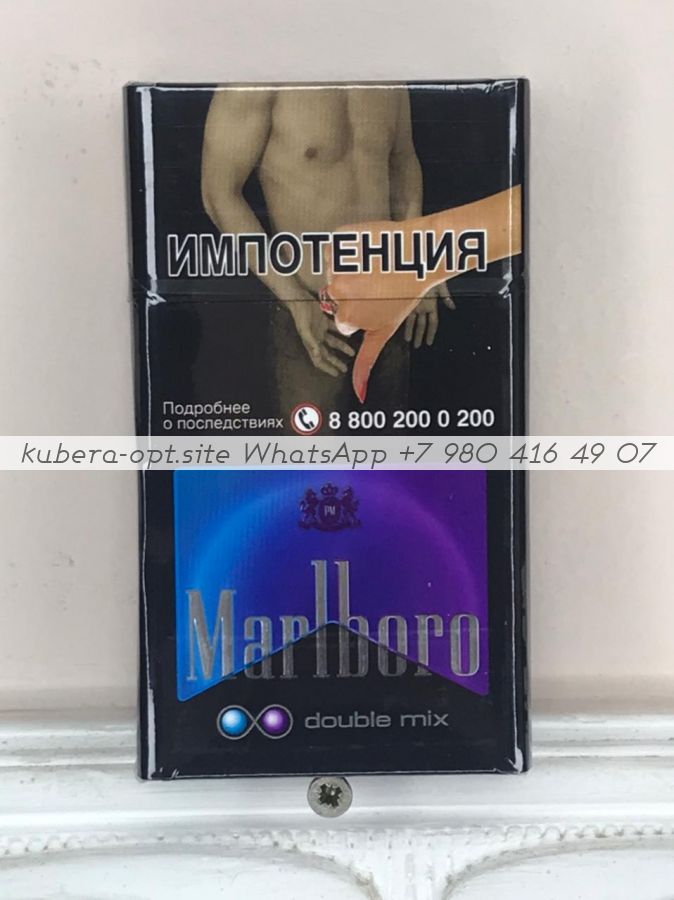 ИМПОТЕНЦИЯ
Подробнее
о последствиях 8 800 200 0 200
kubera-opt.site WhatsApp +7 980 416 49 07
PM
Marlboro
double mix